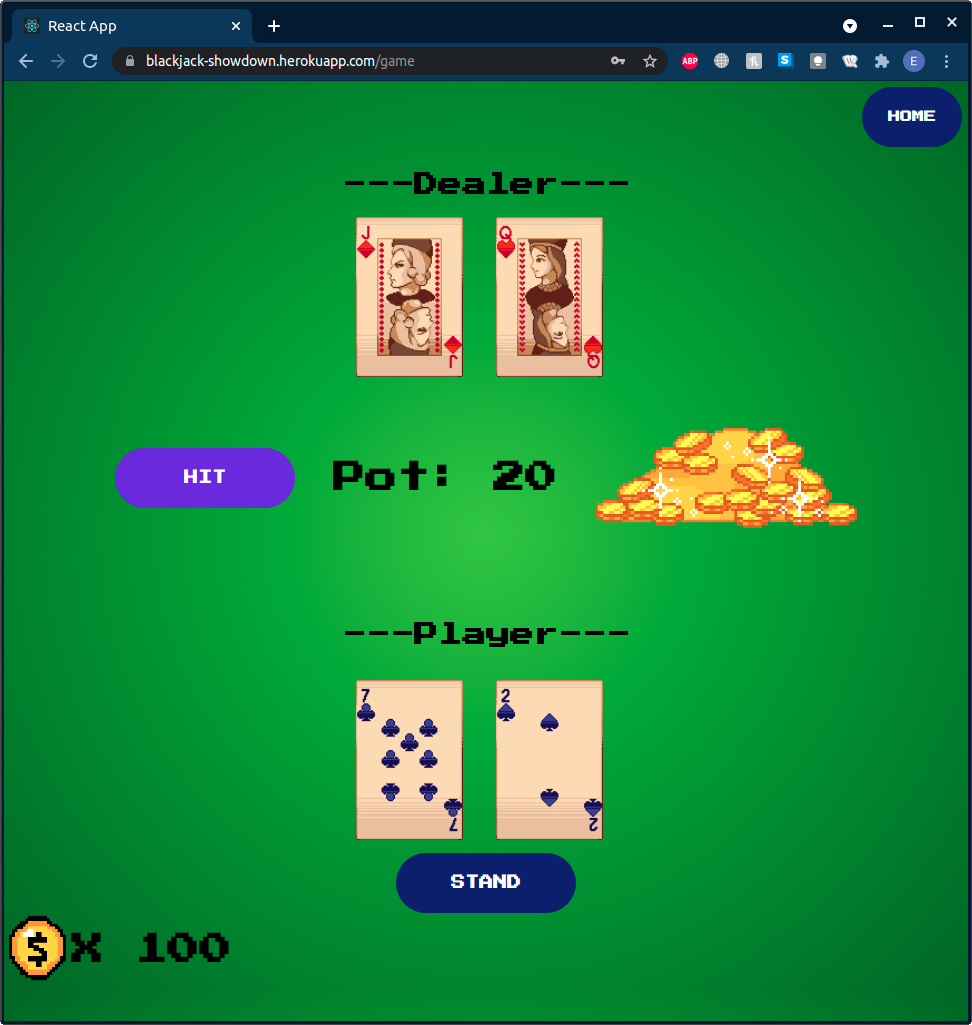 React App
blackjack-showdown.herokuapp.com/game
ABP
S
E
HOME
---Dealer---
J
Q
J
Q
HIT
Pot: 20
---Player---
7
2
7
2
STAND
$ X 100